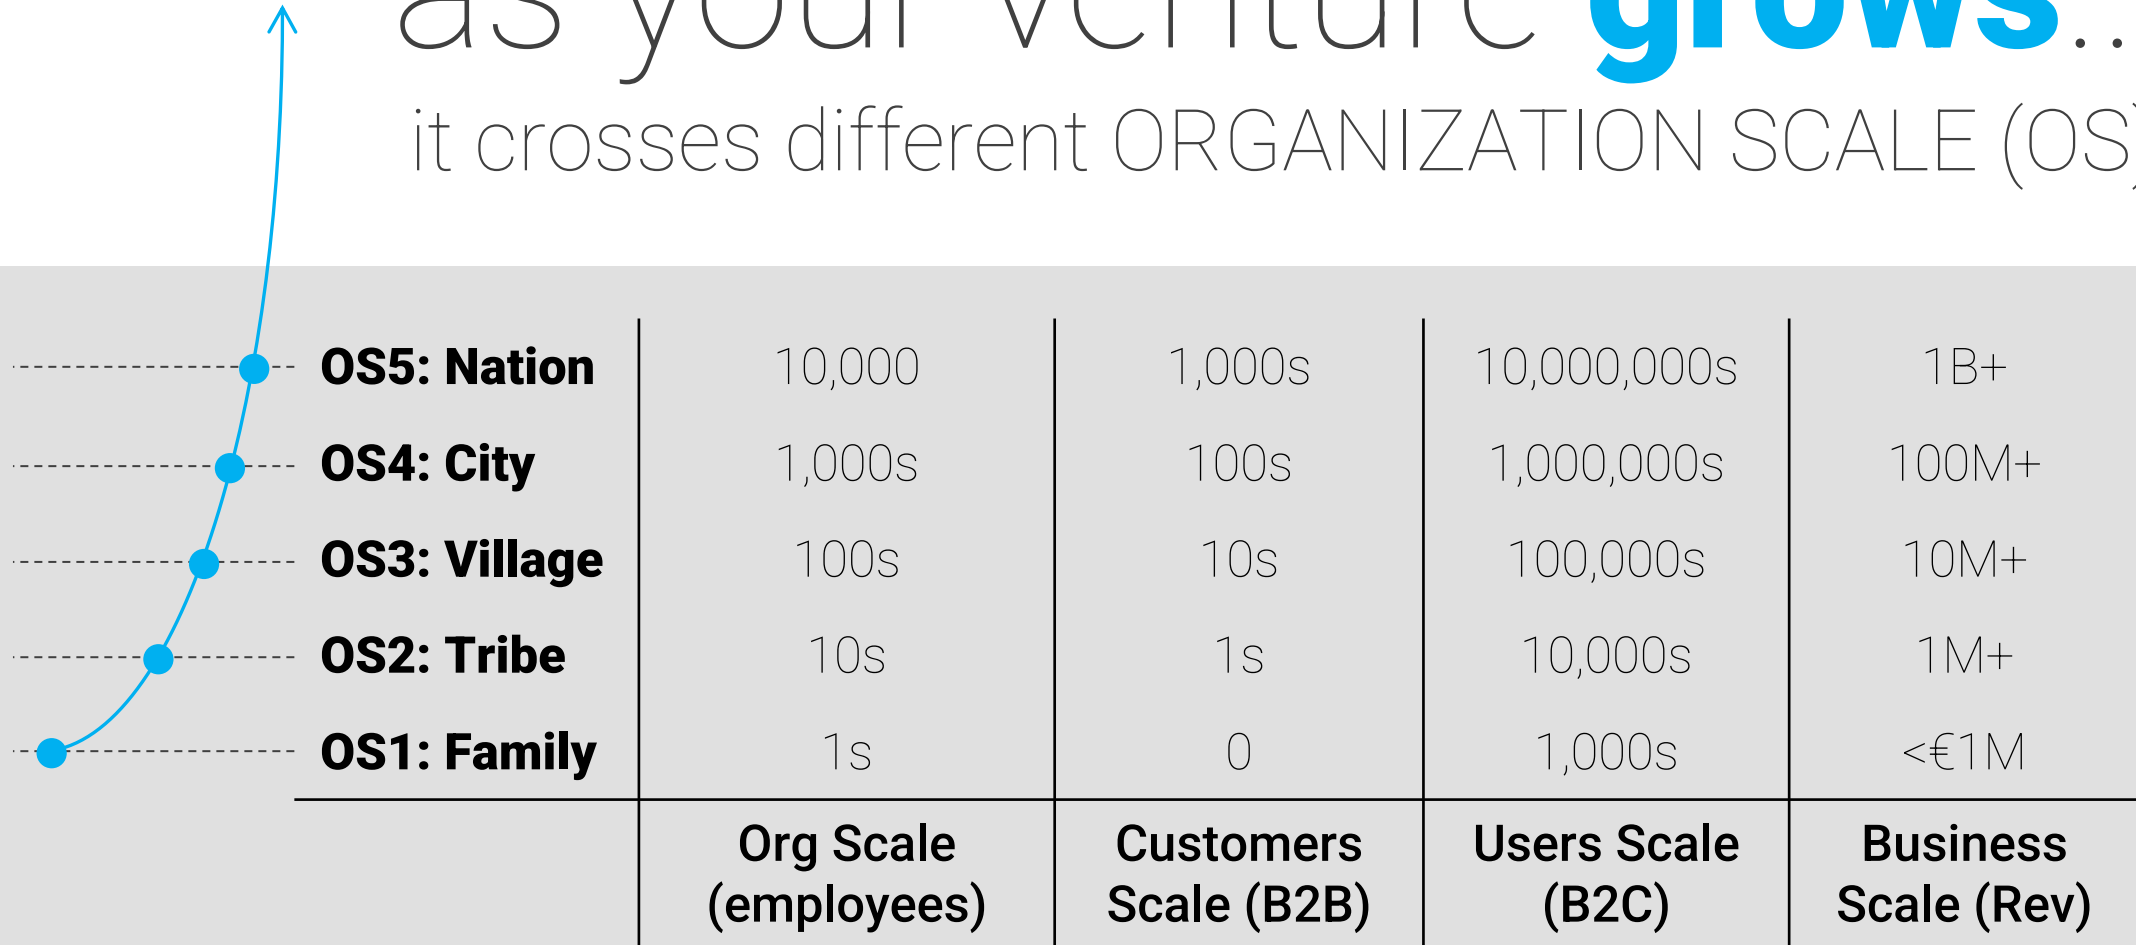 as your venture grows..
it crosses different ORGANIZATION SCALE (OS)
OS5: Nation 10,000 1,000s 10,000,000s 1B+
OS4: City 1,000s 100s 1,000,000s 100M+
OS3: Village 100s 10s 100,000s 10M+
OS2: Tribe 10s 1s 10,000s 1M+
OS1: Family 1s 0 1,000s <€1M
Org Scale Customers Users Scale Business
(employees) Scale (B2B) (B2C) Scale (Rev)